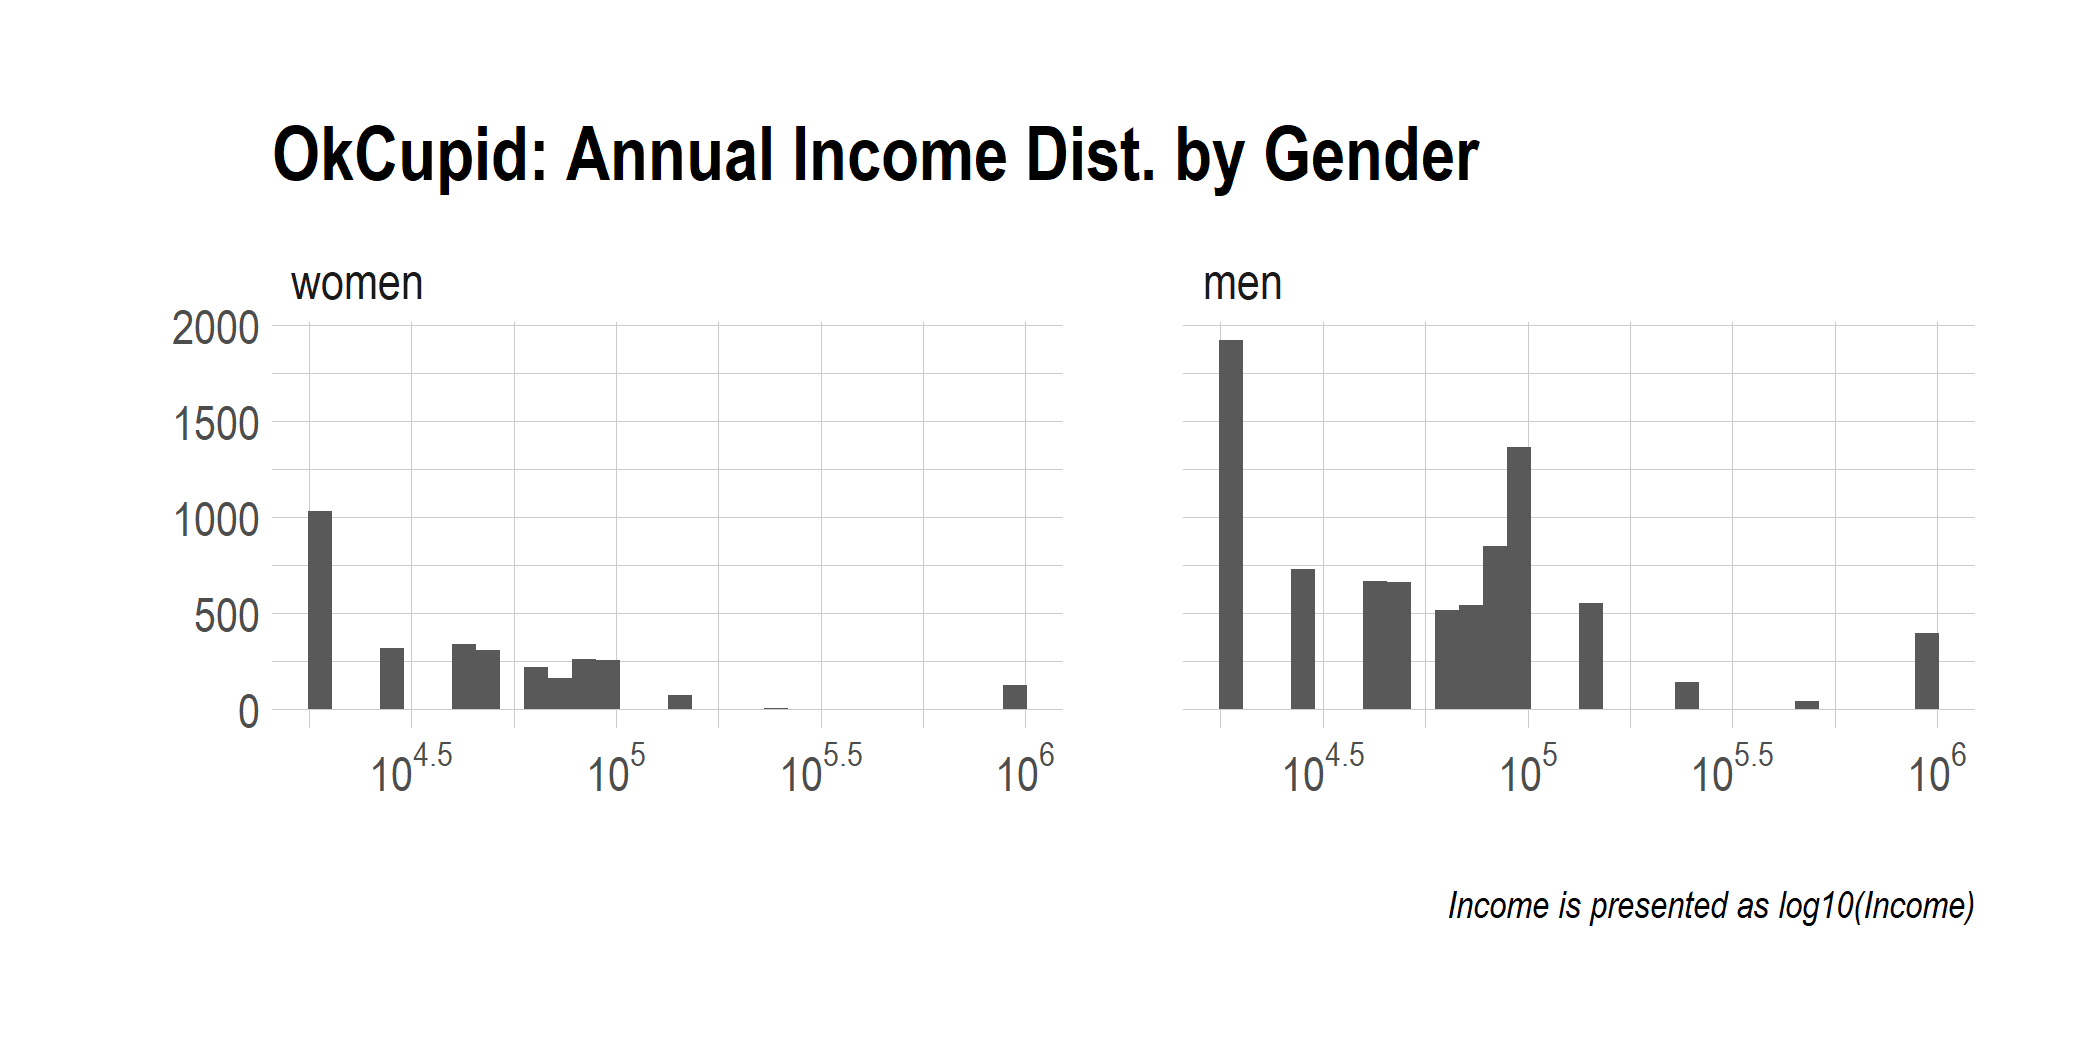 OkCupid: Annual Income Dist. by Gender
women
men
2000
1500
1000
500
0
10^4.5 10^5 10^5.5 10^6
10^4.5 10^5 10^5.5 10^6
Income is presented as log10(Income)